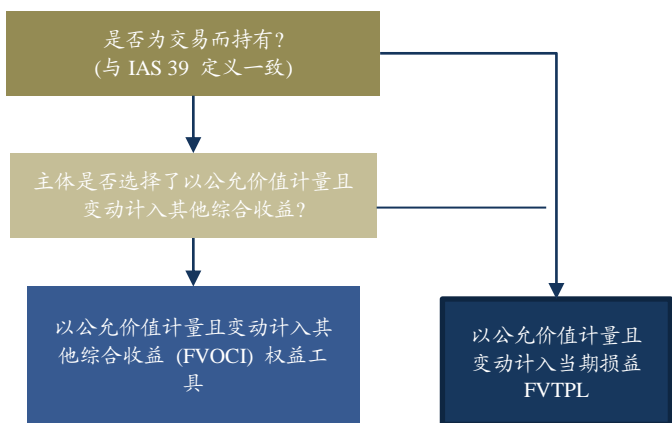 是否为交易而持有?
(与 IAS 39 定义一致)
主体是否选择了以公允价值计量且
变动计入其他综合收益?
以公允价值计量且变动计入其
他综合收益 (FVOCI) 权益工
具
以公允价值计量且
变动计入当期损益
FVTPL